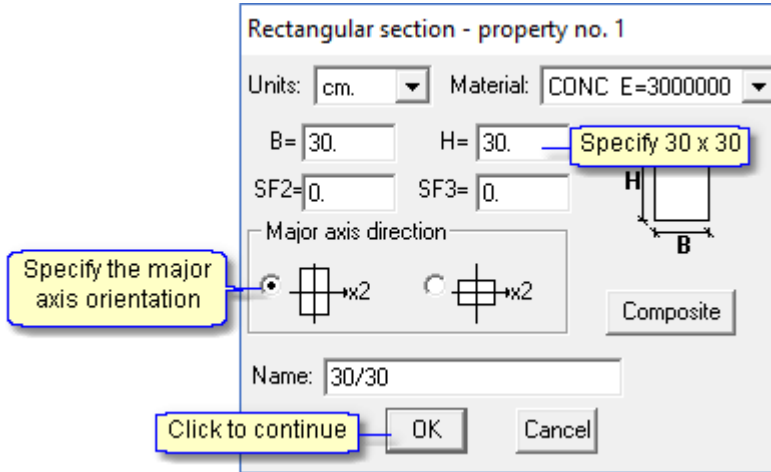 Rectangular section - property no. 1
Units: cm. Material: CONC E=3000000
B= 30. H= 30. Specify 30 x 30
SF2= 0. SF3= 0. H
B
Major axis direction
Specify the major
axis orientation
x2 x2
Composite
Name: 30/30
Click to continue OK Cancel